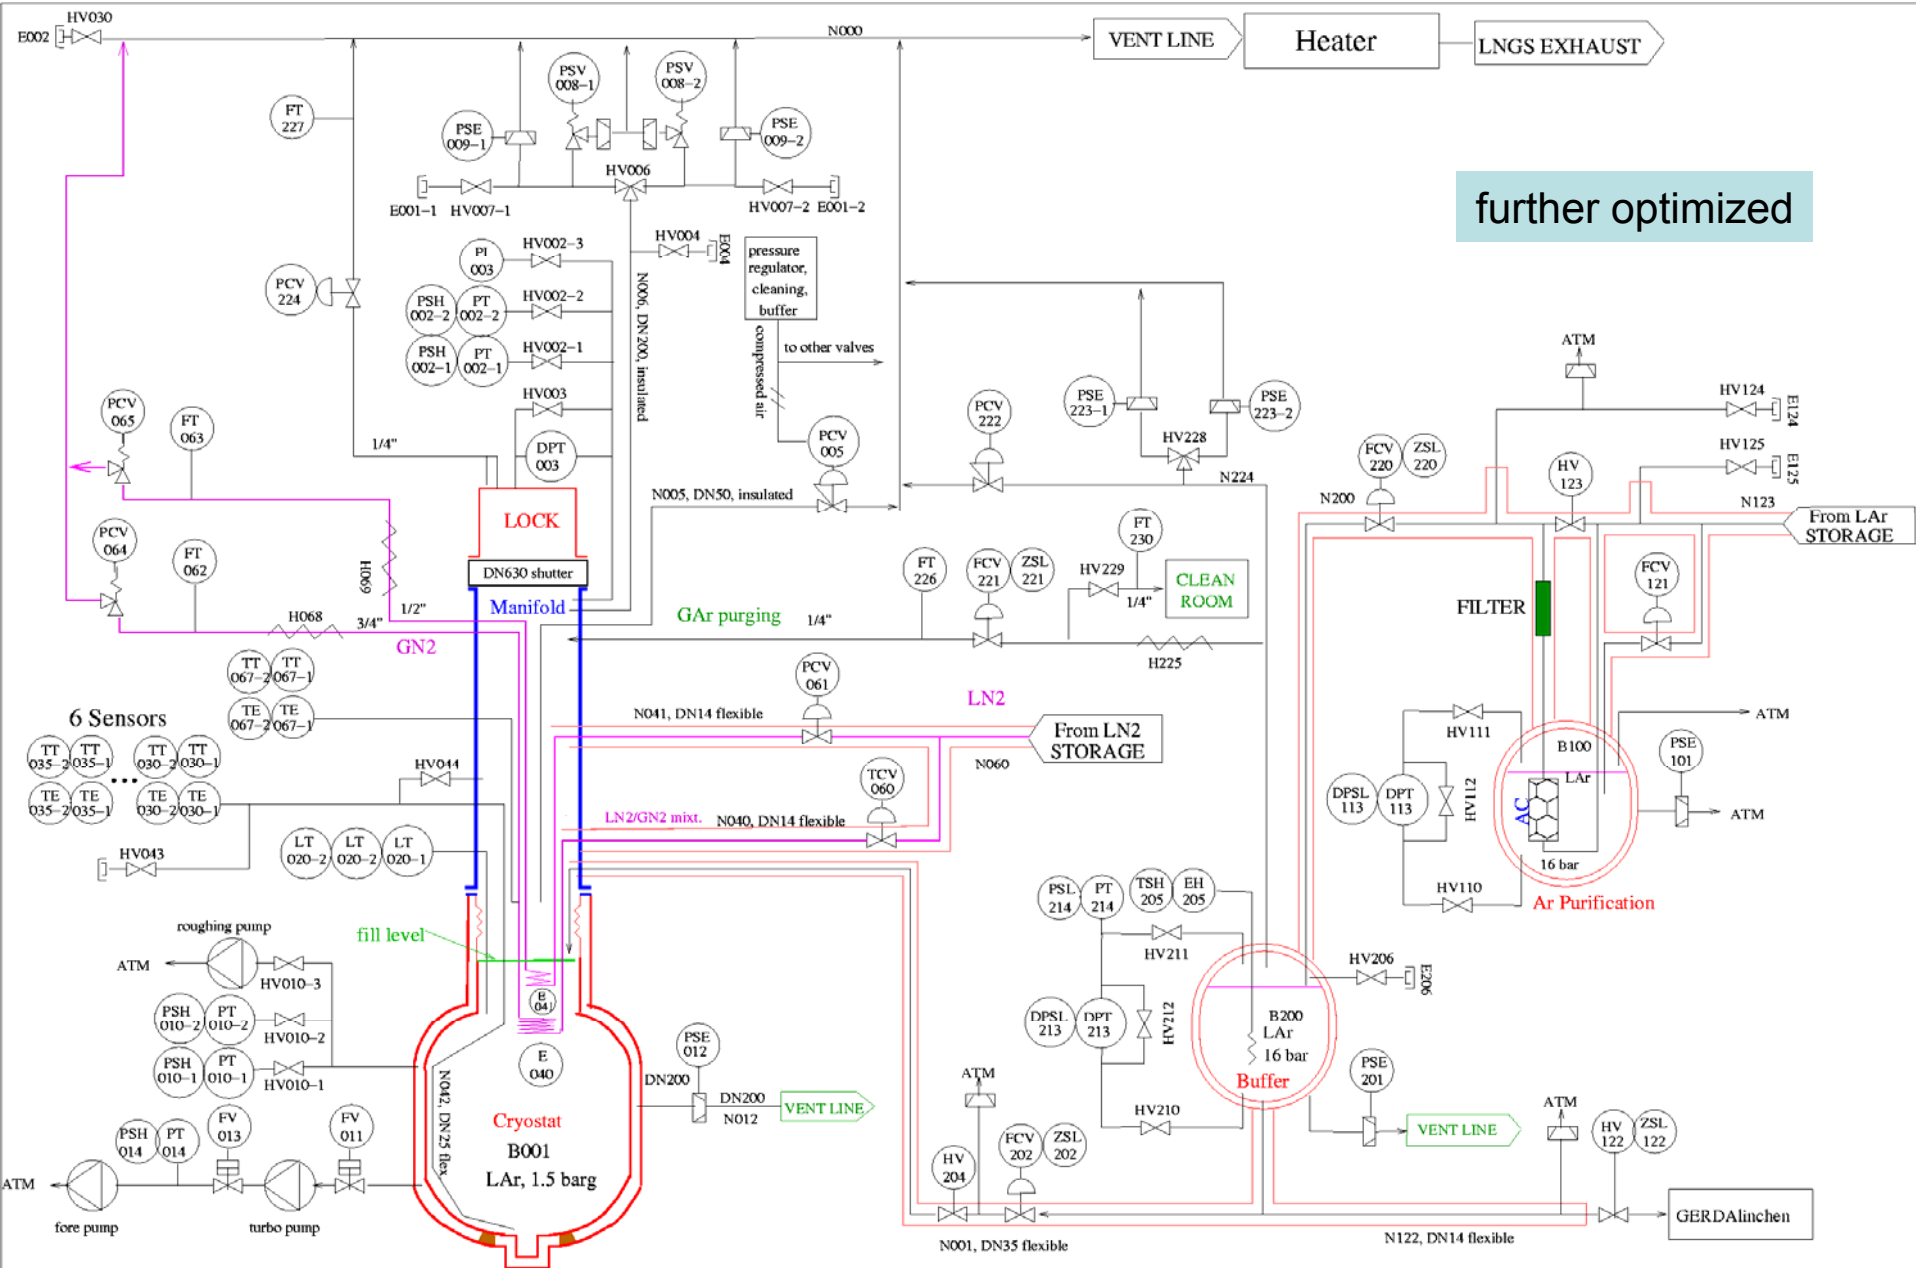 HV030
E002
N000
VENT LINE
Heater
LNGS EXHAUST
PSV
008-1
PSV
008-2
FT
227
PSE
009-1
PSE
009-2
HV006
E001-1
HV007-1
HV007-2
E001-2
further optimized
HV002-3
PI
003
HV004
E004
pressure
regulator,
cleaning,
buffer
PCV
224
PSH
002-2
PT
002-2
HV002-2
N006, DN200, insulated
PSH
002-1
PT
002-1
HV002-1
compressed air
to other valves
ATM
HV003
PCV
065
FT
063
1/4"
DPT
003
PCV
005
PCV
222
PSE
223-1
PSE
223-2
HV228
HV124
E124
HV125
E125
FCV
220
ZSL
220
HV
123
N005, DN50, insulated
N224
N200
N123
From LAr
STORAGE
LOCK
PCV
064
FT
062
H069
DN630 shutter
FT
230
FT
226
FCV
221
ZSL
221
HV229
1/4"
CLEAN
ROOM
FCV
121
FILTER
Manifold
1/2"
H068
3/4"
GN2
GAr purging
1/4"
H225
TT
067-2
TT
067-1
TE
067-2
TE
067-1
PCV
061
LN2
6 Sensors
N041, DN14 flexible
From LN2
STORAGE
N060
TT
035-2
TT
035-1
TT
030-2
TT
030-1
...
TE
035-2
TE
035-1
TE
030-2
TE
030-1
HV044
TCV
060
LN2/GN2 mixt.
N040, DN14 flexible
HV111
B100
LAr
ATM
PSE
101
DPSL
113
DPT
113
HV112
AC
ATM
16 bar
HV110
Ar Purification
HV043
LT
020-2
LT
020-2
LT
020-1
PSL
214
PT
214
TSH
205
EH
205
roughing pump
fill level
ATM
HV010-3
HV211
HV206
E206
E
041
PSH
010-2
PT
010-2
HV010-2
DPSL
213
DPT
213
HV212
B200
LAr
16 bar
PSH
010-1
PT
010-1
HV010-1
E
040
PSE
012
DN200
DN200
N012
VENT LINE
Buffer
PSE
201
VENT LINE
N042, DN25 flex
Cryostat
B001
LAr, 1.5 barg
HV210
ATM
ATM
PSH
014
PT
014
FV
013
FV
011
HV
204
FCV
202
ZSL
202
HV
122
ZSL
122
ATM
fore pump
turbo pump
GERDAlinchen
N001, DN35 flexible
N122, DN14 flexible